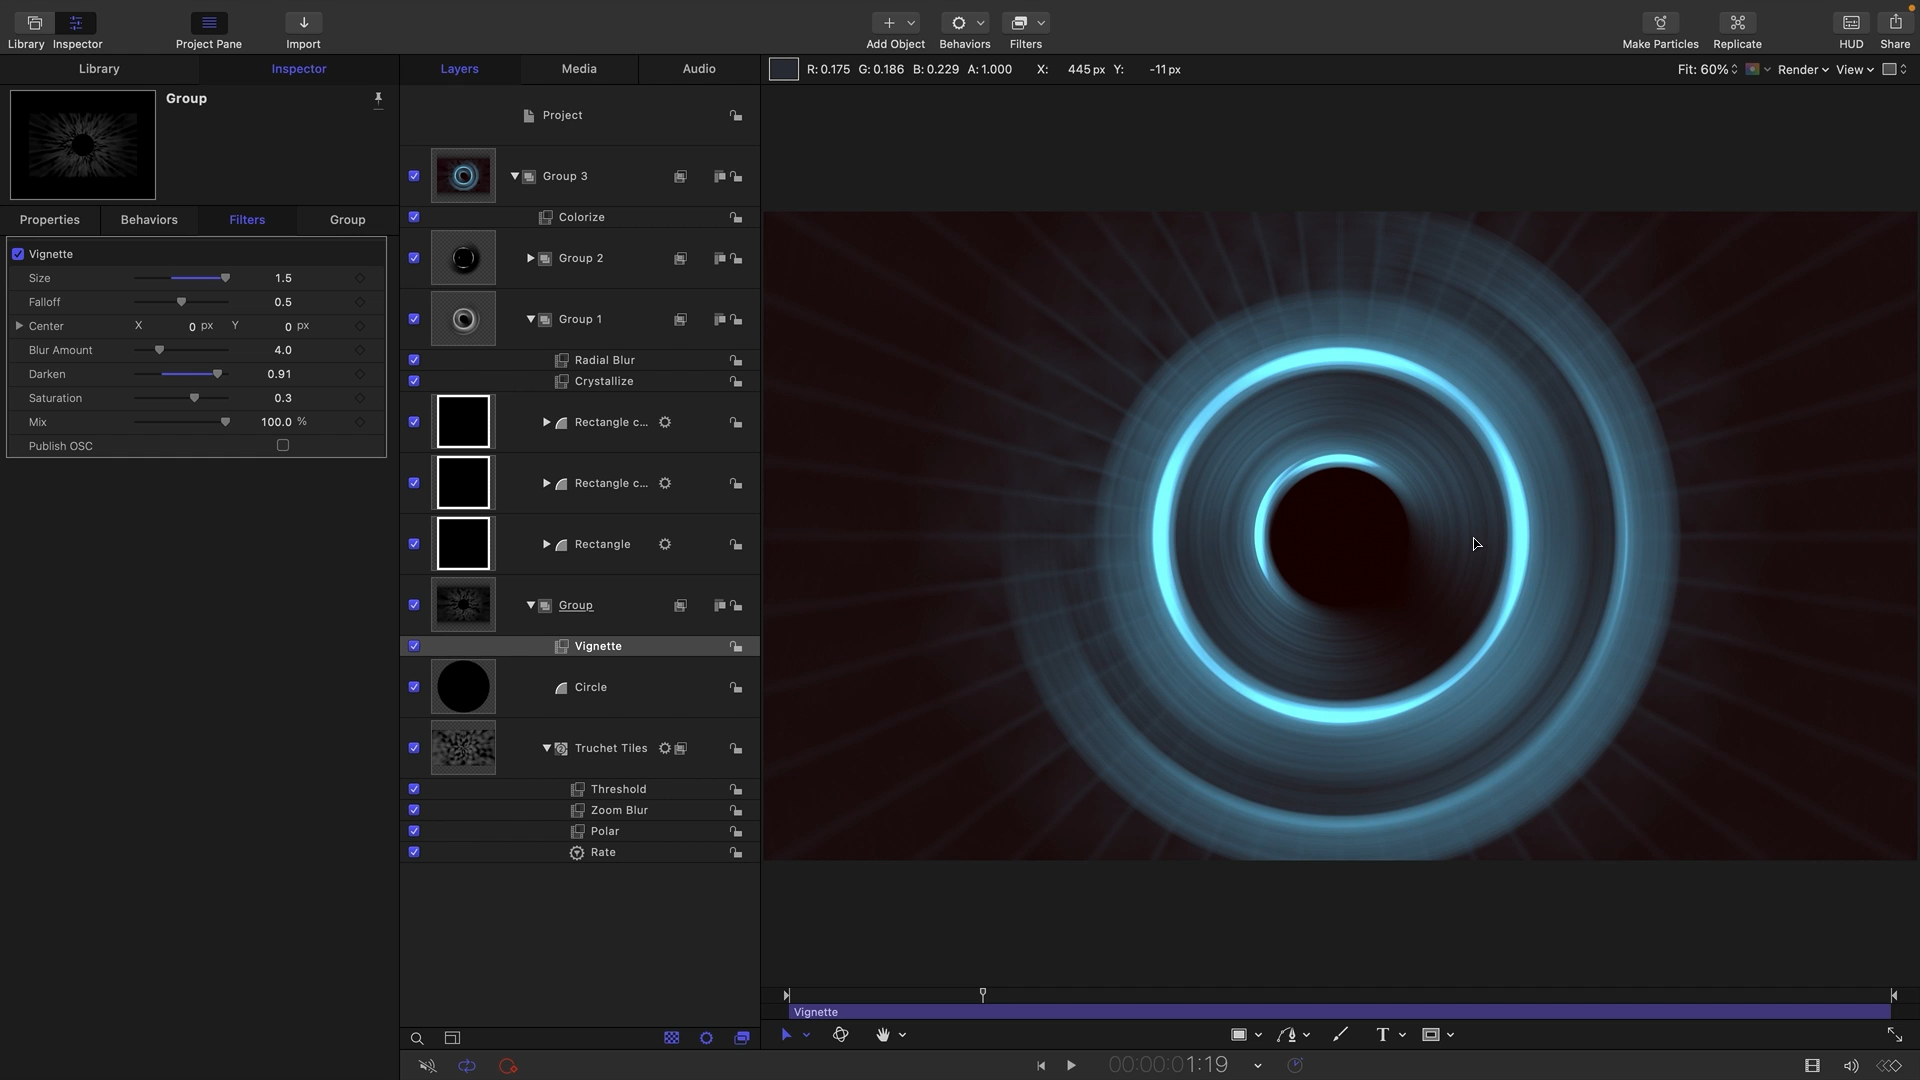 Library Inspector Project Pane Import Add Object Behaviors Filters Make Particles Replicate HUD Share
Library Inspector Layers Media Audio R: 0.175 G: 0.186 B: 0.229 A: 1.000 X: 445 px Y: -11 px Fit: 60% Render View
Group
Properties Behaviors Filters Group
Vignette
Size 1.5
Falloff 0.5
Center X 0 px Y 0 px
Blur Amount 4.0
Darken 0.91
Saturation 0.3
Mix 100.0 %
Publish OSC
Project
Group 3
Colorize
Group 2
Group 1
Radial Blur
Crystallize
Rectangle c...
Rectangle c...
Rectangle
Group
Vignette
Circle
Truchet Tiles
Threshold
Zoom Blur
Polar
Rate
Vignette
T
00:00:01:19